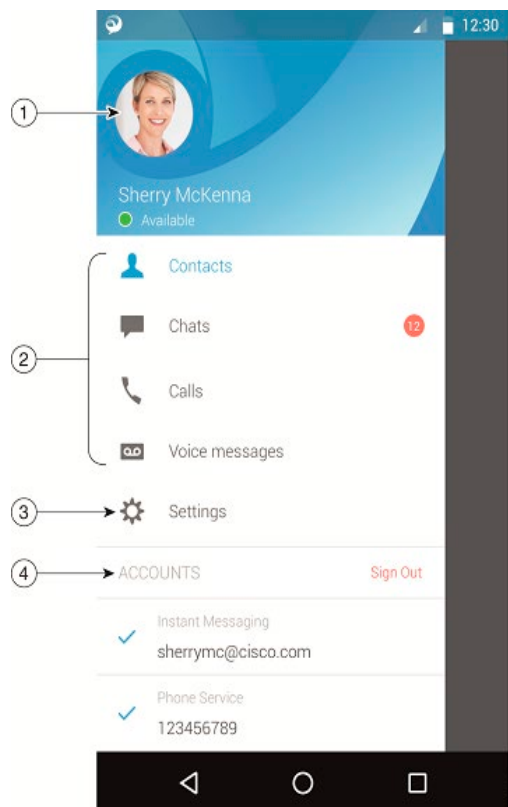 12:30
1
Sherry McKenna
Available
Contacts
2
Chats
12
Calls
Voice messages
3
Settings
4
ACCOUNTS
Sign Out
Instant Messaging
sherrymc@cisco.com
Phone Service
123456789